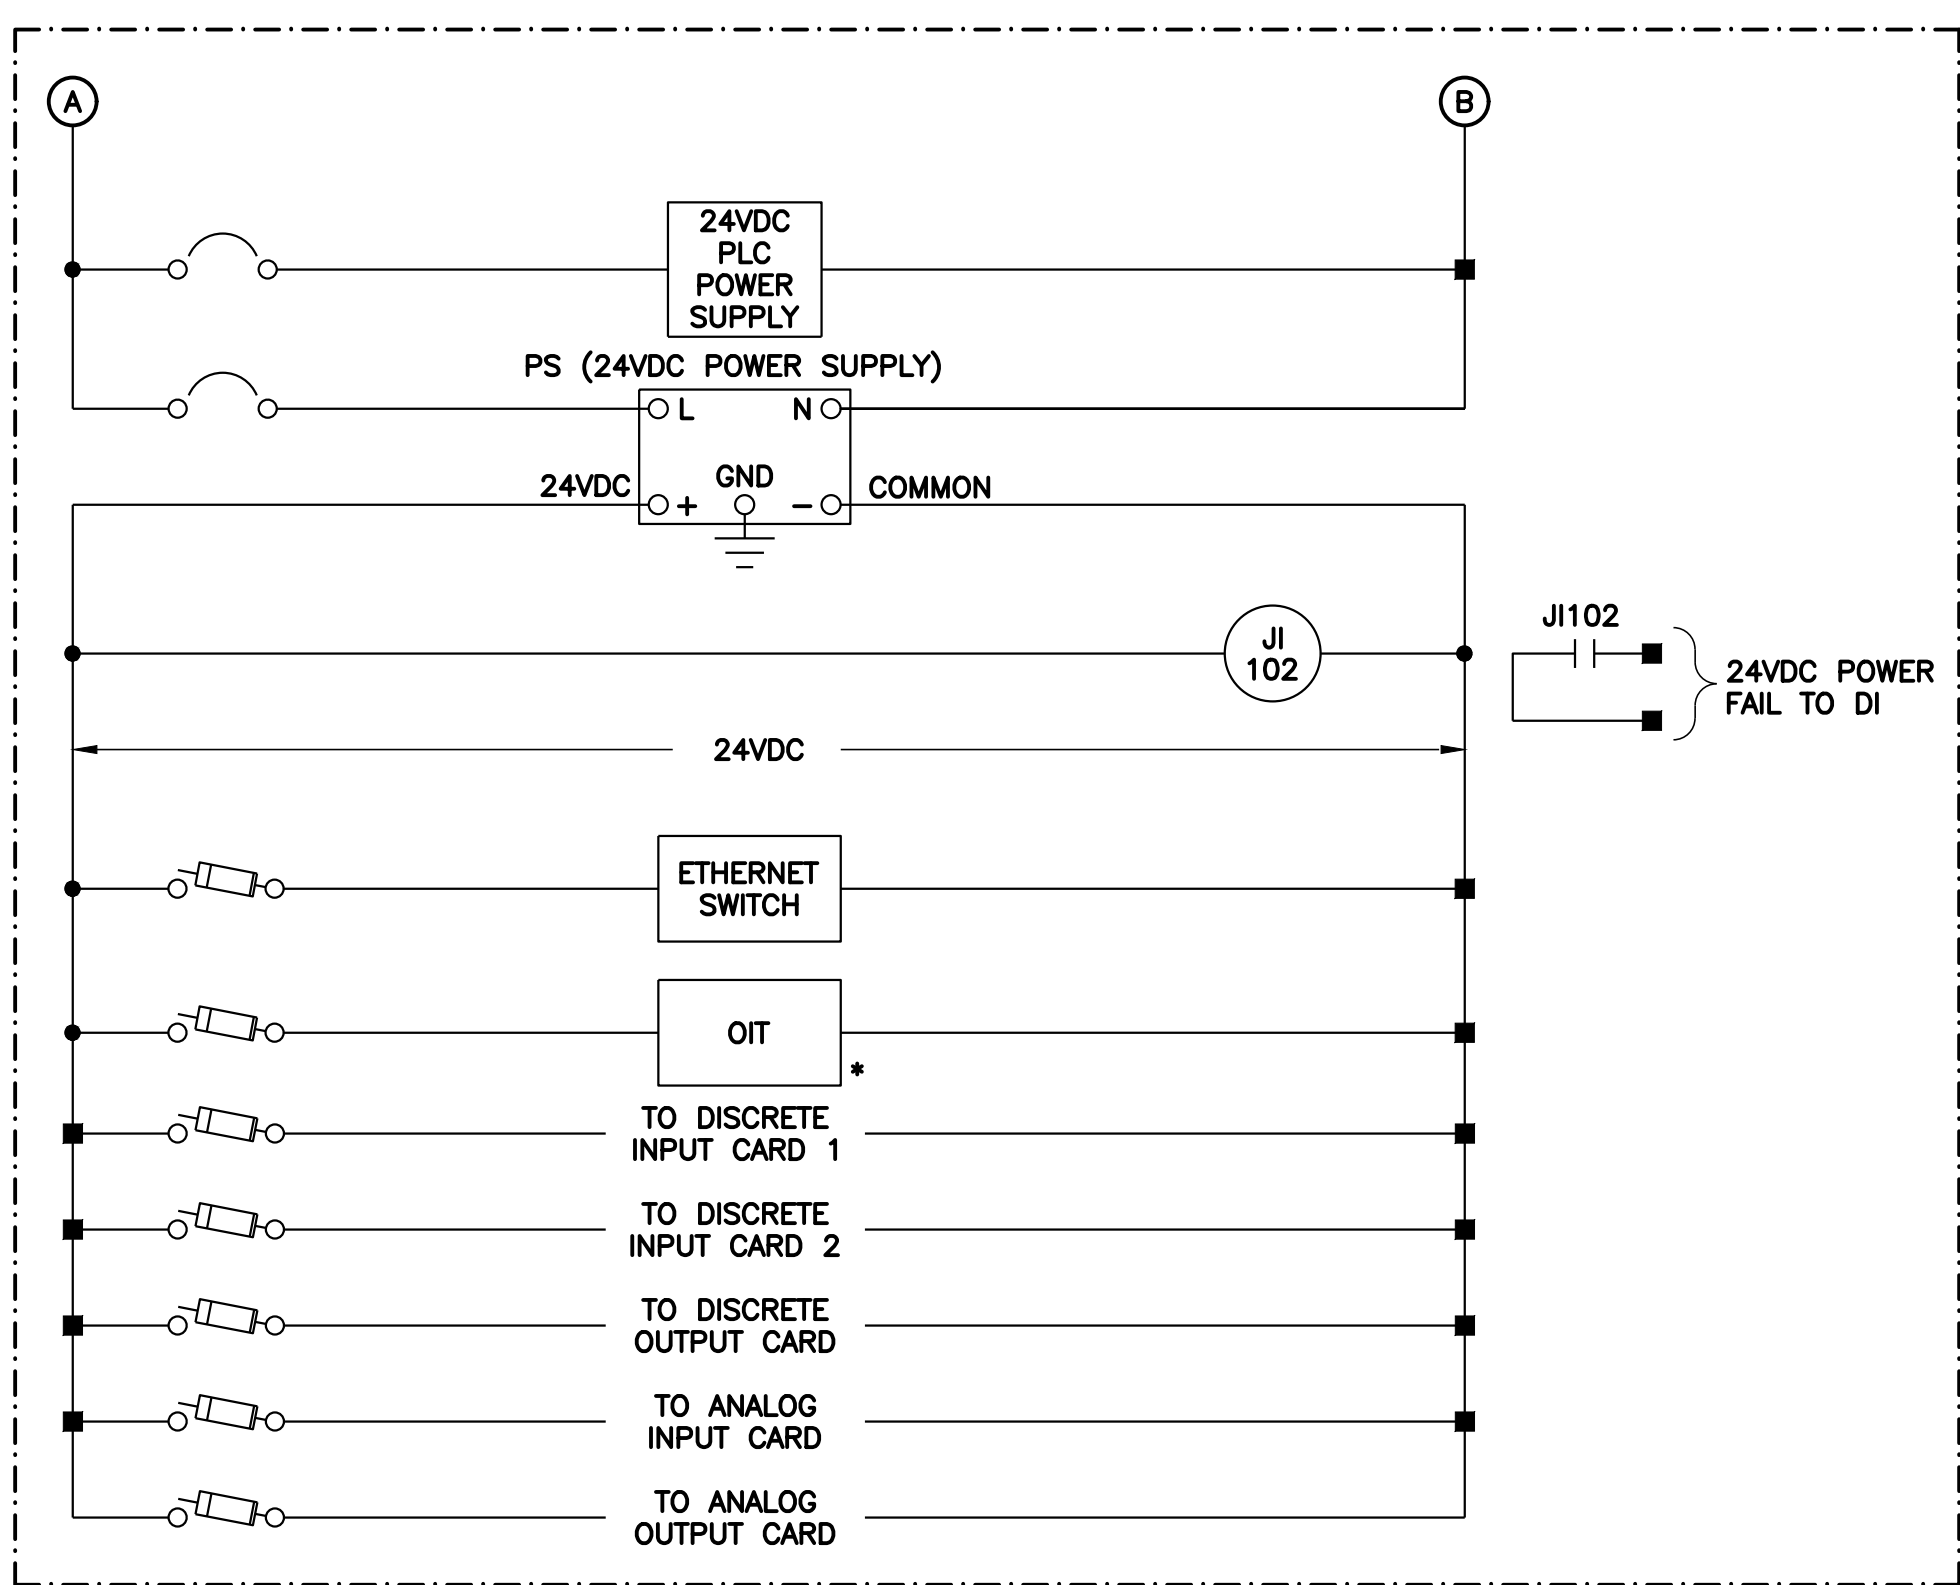 A
B
24VDC
PLC
POWER
SUPPLY
PS (24VDC POWER SUPPLY)
L
N
24VDC
GND
COMMON
+
−
JI
102
JI102
24VDC POWER
FAIL TO DI
24VDC
ETHERNET
SWITCH
OIT
*
TO DISCRETE
INPUT CARD 1
TO DISCRETE
INPUT CARD 2
TO DISCRETE
OUTPUT CARD
TO ANALOG
INPUT CARD
TO ANALOG
OUTPUT CARD